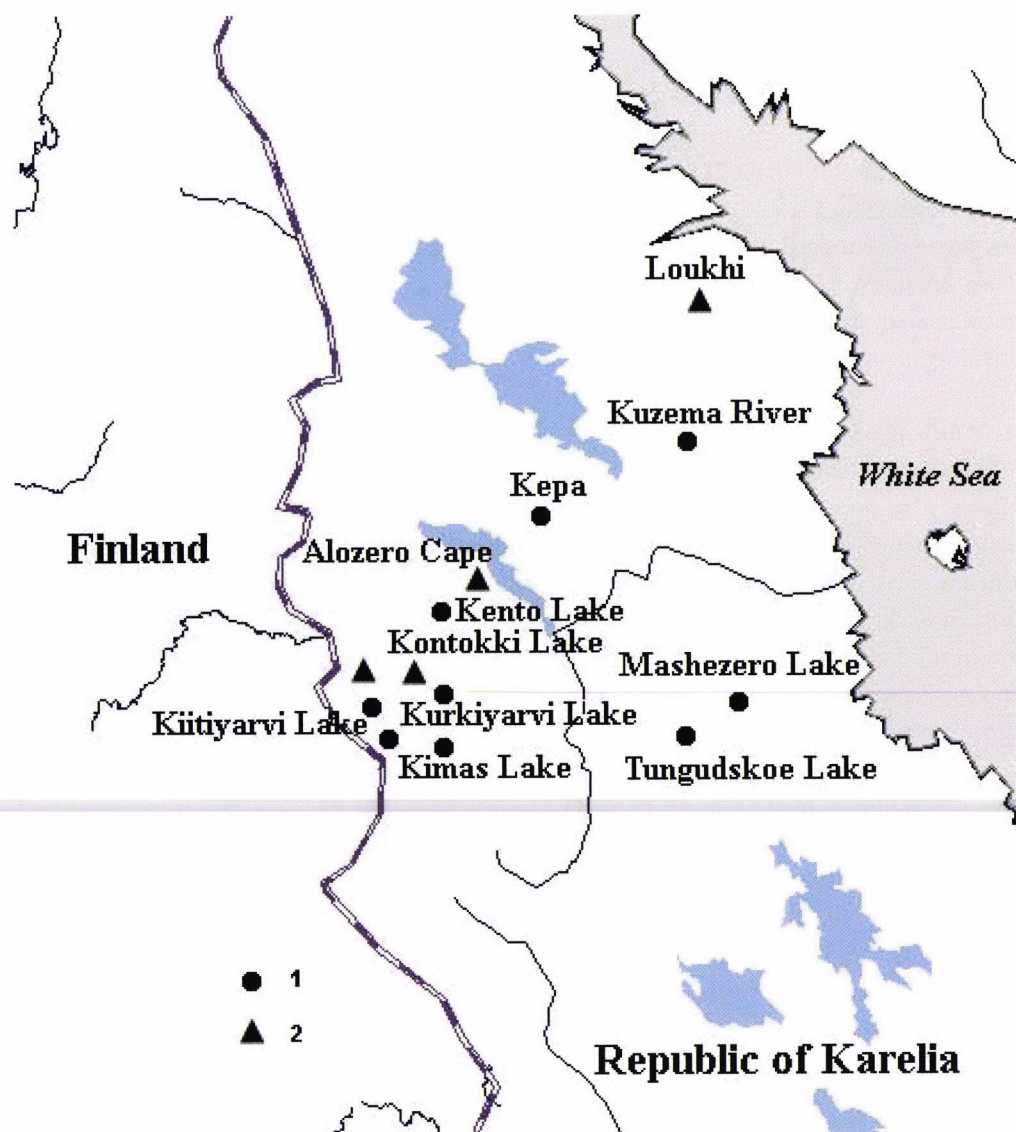 Loukhi
Kuzema River
White Sea
Kepa
Finland
Alozero Cape
Kento Lake
Kontokki Lake
Mashezero Lake
Kiitiyarvi Lake
Kurkiyarvi Lake
Kimas Lake
Tungudskoe Lake
1
2
Republic of Karelia